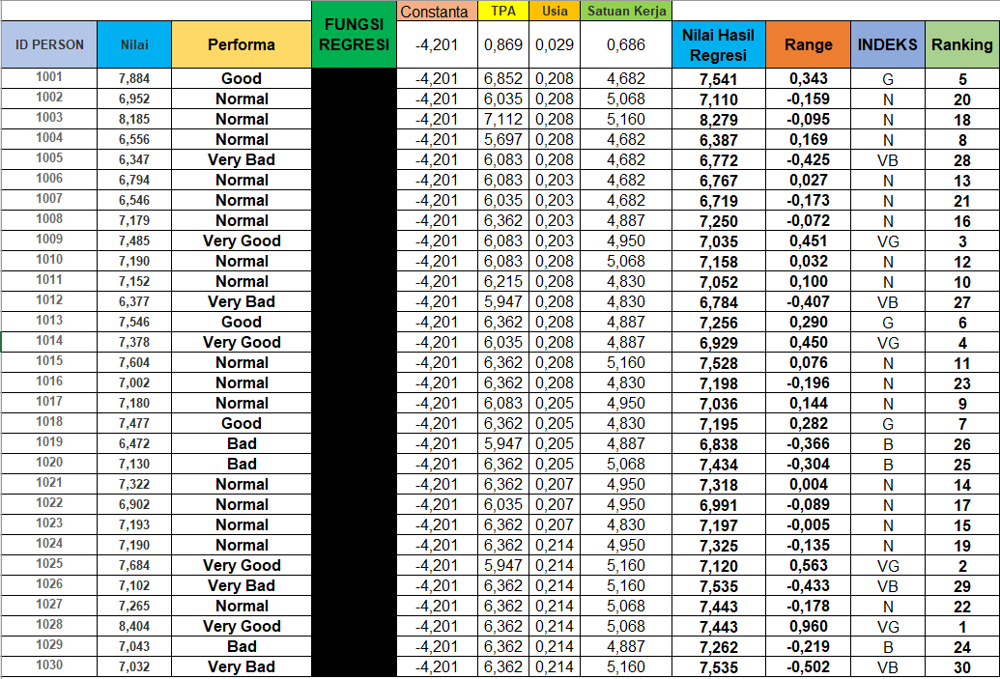 Constanta TPA Usia Satuan Kerja
ID PERSON Nilai Performa FUNGSI REGRESI -4,201 0,869 0,029 0,686 Nilai Hasil Regresi Range INDEKS Ranking
1001 7,884 Good -4,201 6,852 0,208 4,682 7,541 0,343 G 5
1002 6,952 Normal -4,201 6,035 0,208 5,068 7,110 -0,159 N 20
1003 8,185 Normal -4,201 7,112 0,208 5,160 8,279 -0,095 N 18
1004 6,556 Normal -4,201 5,697 0,208 4,682 6,387 0,169 N 8
1005 6,347 Very Bad -4,201 6,083 0,208 4,682 6,772 -0,425 VB 28
1006 6,794 Normal -4,201 6,083 0,203 4,682 6,767 0,027 N 13
1007 6,546 Normal -4,201 6,035 0,203 4,682 6,719 -0,173 N 21
1008 7,179 Normal -4,201 6,362 0,203 4,887 7,250 -0,072 N 16
1009 7,485 Very Good -4,201 6,083 0,203 4,950 7,035 0,451 VG 3
1010 7,190 Normal -4,201 6,083 0,208 5,068 7,158 0,032 N 12
1011 7,152 Normal -4,201 6,215 0,208 4,830 7,052 0,100 N 10
1012 6,377 Very Bad -4,201 5,947 0,208 4,830 6,784 -0,407 VB 27
1013 7,546 Good -4,201 6,362 0,208 4,887 7,256 0,290 G 6
1014 7,378 Very Good -4,201 6,035 0,208 4,887 6,929 0,450 VG 4
1015 7,604 Normal -4,201 6,362 0,208 5,160 7,528 0,076 N 11
1016 7,002 Normal -4,201 6,362 0,208 4,830 7,198 -0,196 N 23
1017 7,180 Normal -4,201 6,083 0,205 4,950 7,036 0,144 N 9
1018 7,477 Good -4,201 6,362 0,205 4,830 7,195 0,282 G 7
1019 6,472 Bad -4,201 5,947 0,205 4,887 6,838 -0,366 B 26
1020 7,130 Bad -4,201 6,362 0,205 5,068 7,434 -0,304 B 25
1021 7,322 Normal -4,201 6,362 0,207 4,950 7,318 0,004 N 14
1022 6,902 Normal -4,201 6,035 0,207 4,950 6,991 -0,089 N 17
1023 7,193 Normal -4,201 6,362 0,207 4,830 7,197 -0,005 N 15
1024 7,190 Normal -4,201 6,362 0,214 4,950 7,325 -0,135 N 19
1025 7,684 Very Good -4,201 5,947 0,214 5,160 7,120 0,563 VG 2
1026 7,102 Very Bad -4,201 6,362 0,214 5,160 7,535 -0,433 VB 29
1027 7,265 Normal -4,201 6,362 0,214 5,068 7,443 -0,178 N 22
1028 8,404 Very Good -4,201 6,362 0,214 5,068 7,443 0,960 VG 1
1029 7,043 Bad -4,201 6,362 0,214 4,887 7,262 -0,219 B 24
1030 7,032 Very Bad -4,201 6,362 0,214 5,160 7,535 -0,502 VB 30